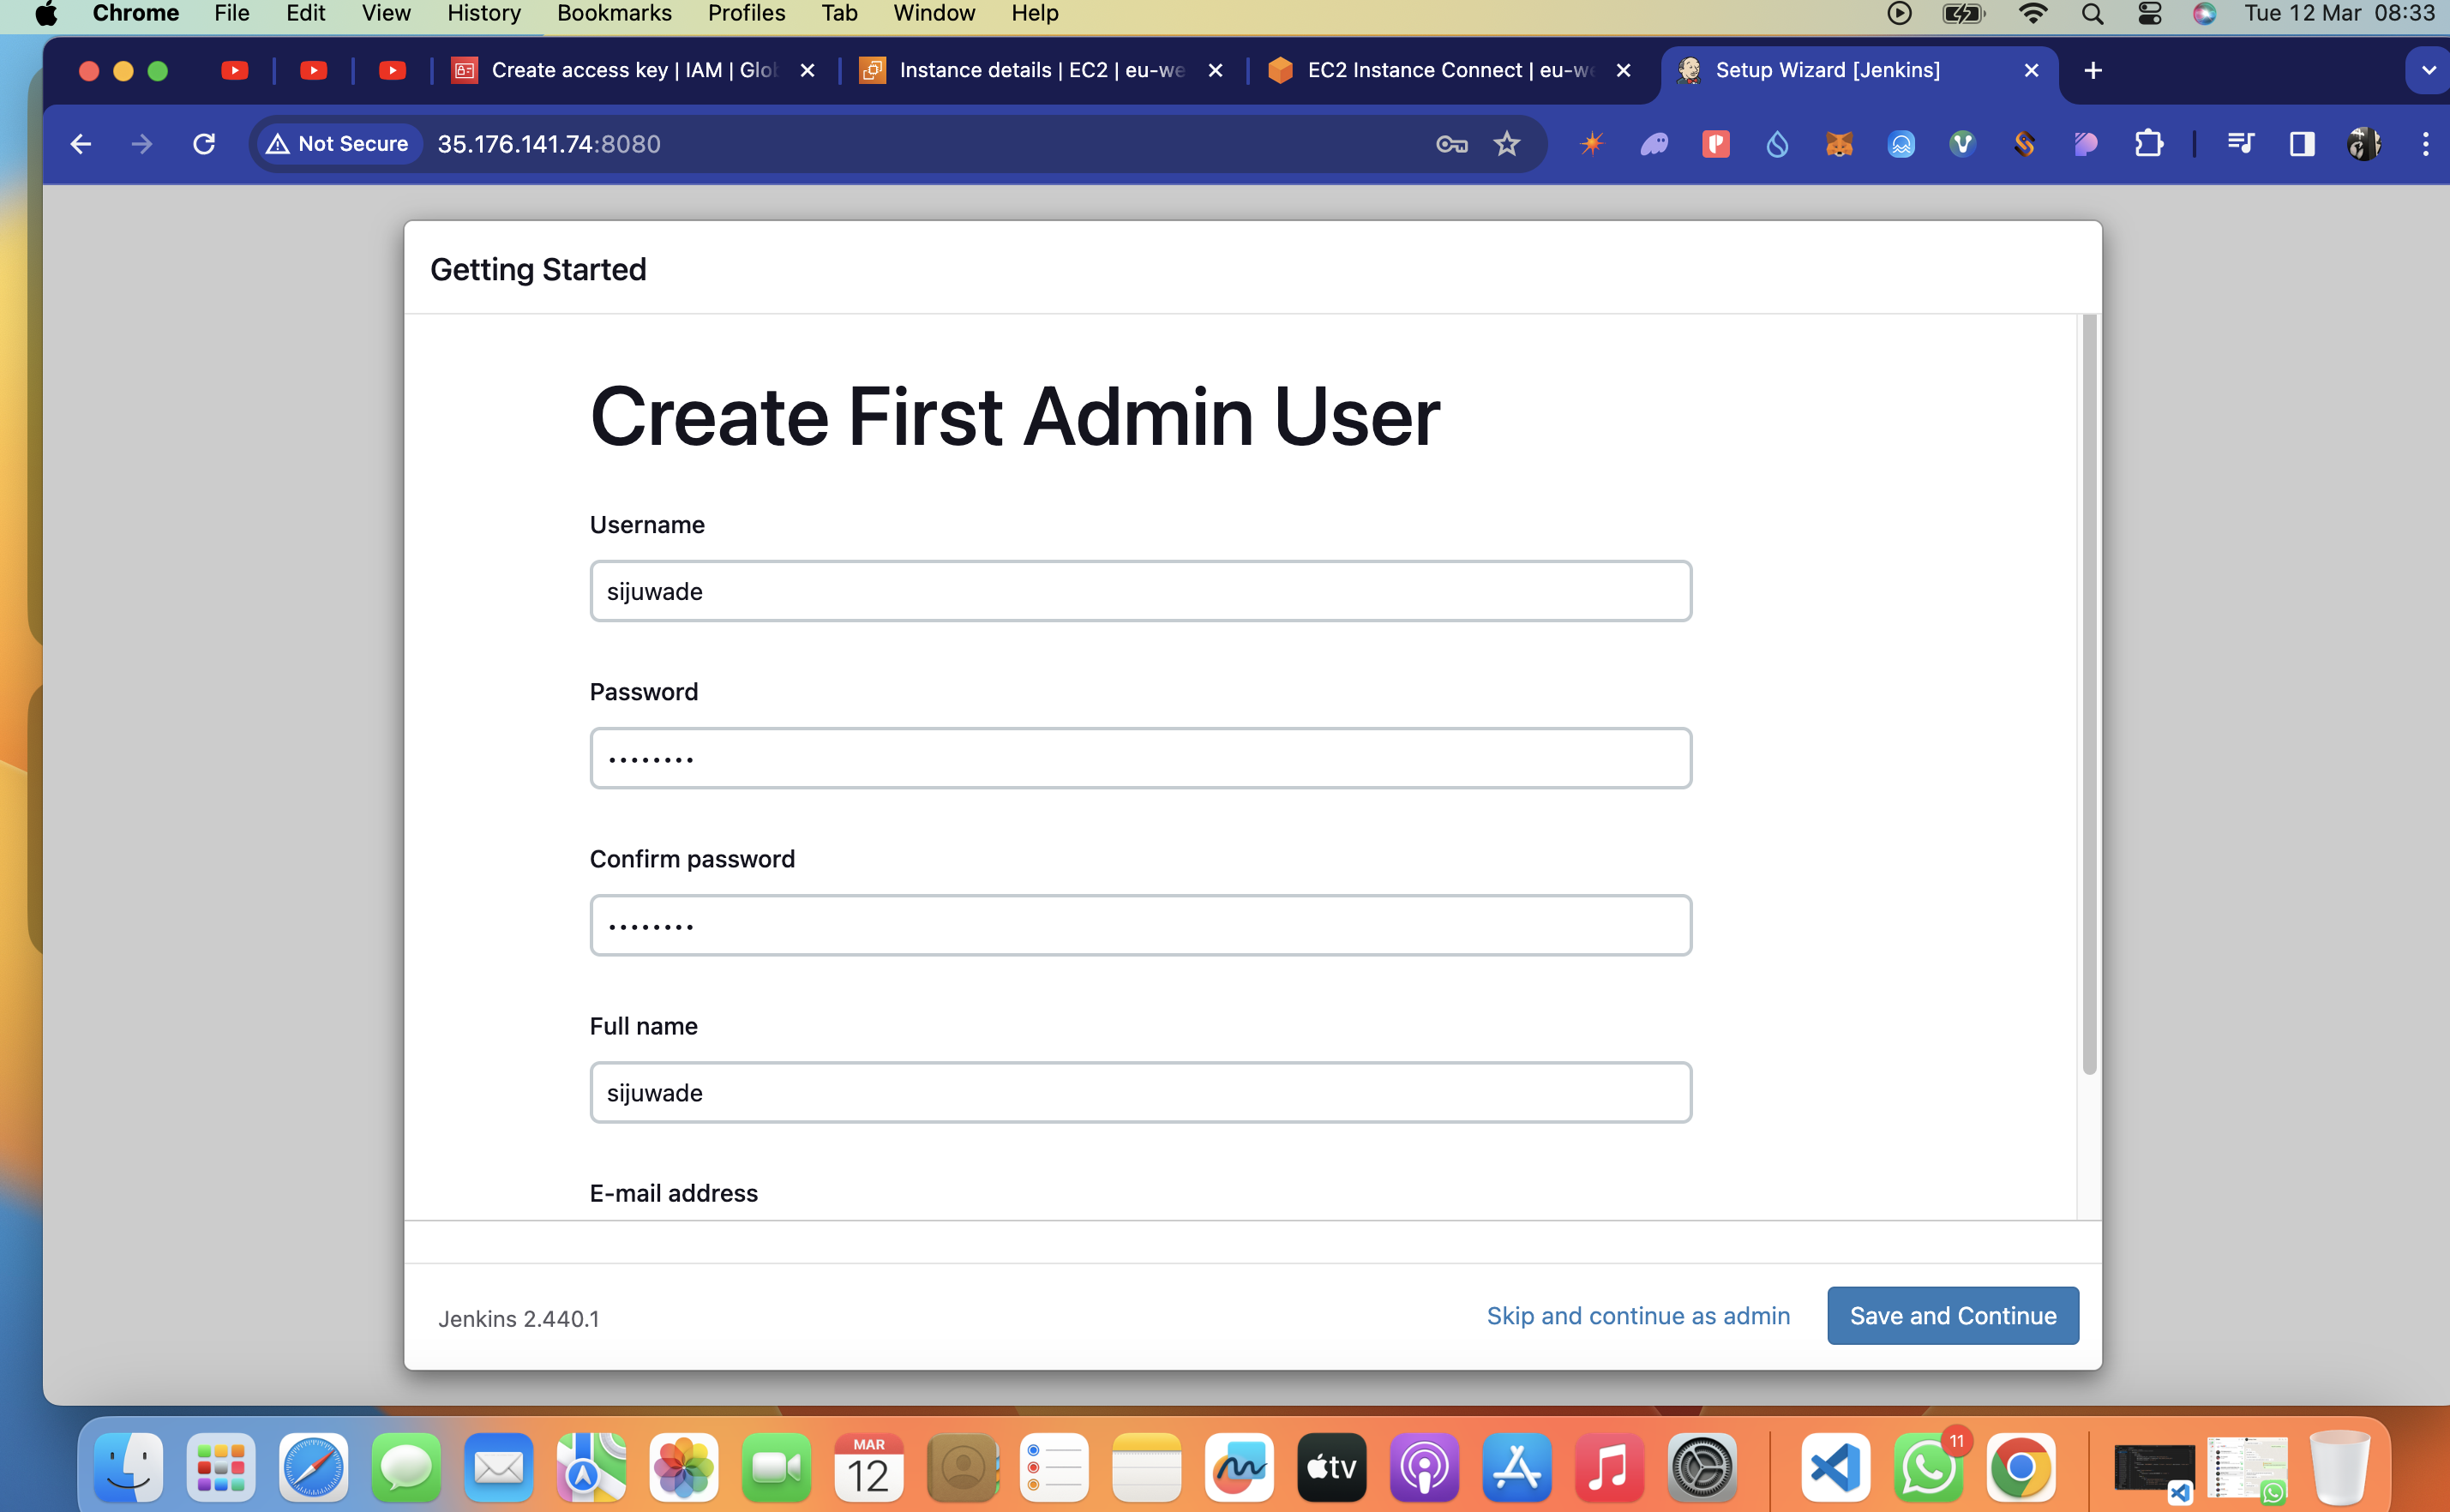 Chrome File Edit View History Bookmarks Profiles Tab Window Help Tue 12 Mar 08:33
Create access key | IAM | Glo Instance details | EC2 | eu-we EC2 Instance Connect | eu-we Setup Wizard [Jenkins]
Not Secure 35.176.141.74:8080
Getting Started
Create First Admin User
Username
sijuwade
Password
••••••••
Confirm password
••••••••
Full name
sijuwade
E-mail address
Jenkins 2.440.1 Skip and continue as admin Save and Continue
MAR
12
tv
11